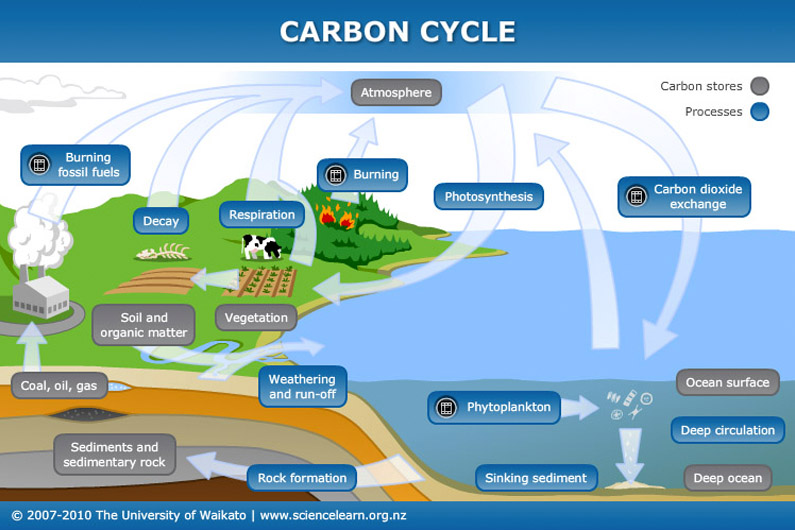 CARBON CYCLE
Atmosphere
Carbon stores
Processes
Burning
fossil fuels
Burning
Photosynthesis
Carbon dioxide
exchange
Decay
Respiration
Soil and
organic matter
Vegetation
Coal, oil, gas
Weathering
and run-off
Ocean surface
Phytoplankton
Deep circulation
Sediments and
sedimentary rock
Rock formation
Sinking sediment
Deep ocean
© 2007-2010 The University of Waikato | www.sciencelearn.org.nz